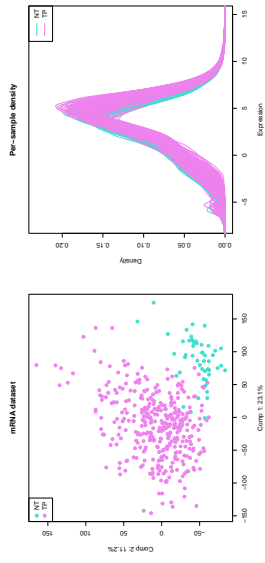 mRNA dataset
NT
TP
150
100
50
0
−50
Comp 2: 11.2%
−150
−100
−50
0
50
100
150
Comp 1: 23.1%
Per−sample density
NT
TP
0.20
0.15
0.10
0.05
0.00
Density
−5
0
5
10
15
Expression